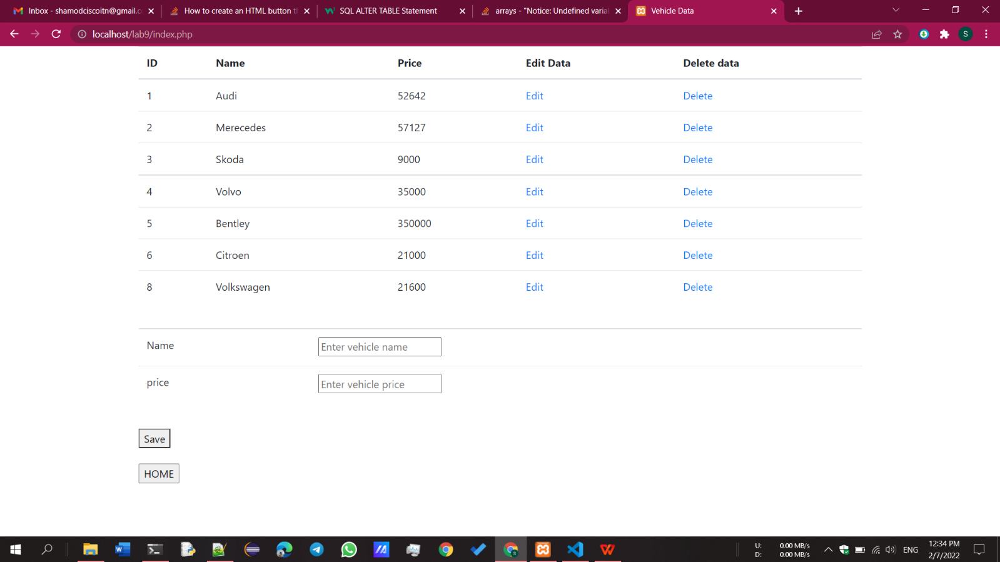 Inbox - shamodciscoitn@gmail.c
How to create an HTML button t
SQL ALTER TABLE Statement
arrays - "Notice: Undefined varia
Vehicle Data
localhost/lab9/index.php
S
ID Name Price Edit Data Delete data
1 Audi 52642 Edit Delete
2 Merecedes 57127 Edit Delete
3 Skoda 9000 Edit Delete
4 Volvo 35000 Edit Delete
5 Bentley 350000 Edit Delete
6 Citroen 21000 Edit Delete
8 Volkswagen 21600 Edit Delete
Name Enter vehicle name
price Enter vehicle price
Save
HOME
U: 0.00 MB/s
D: 0.00 MB/s
ENG
12:34 PM
2/7/2022